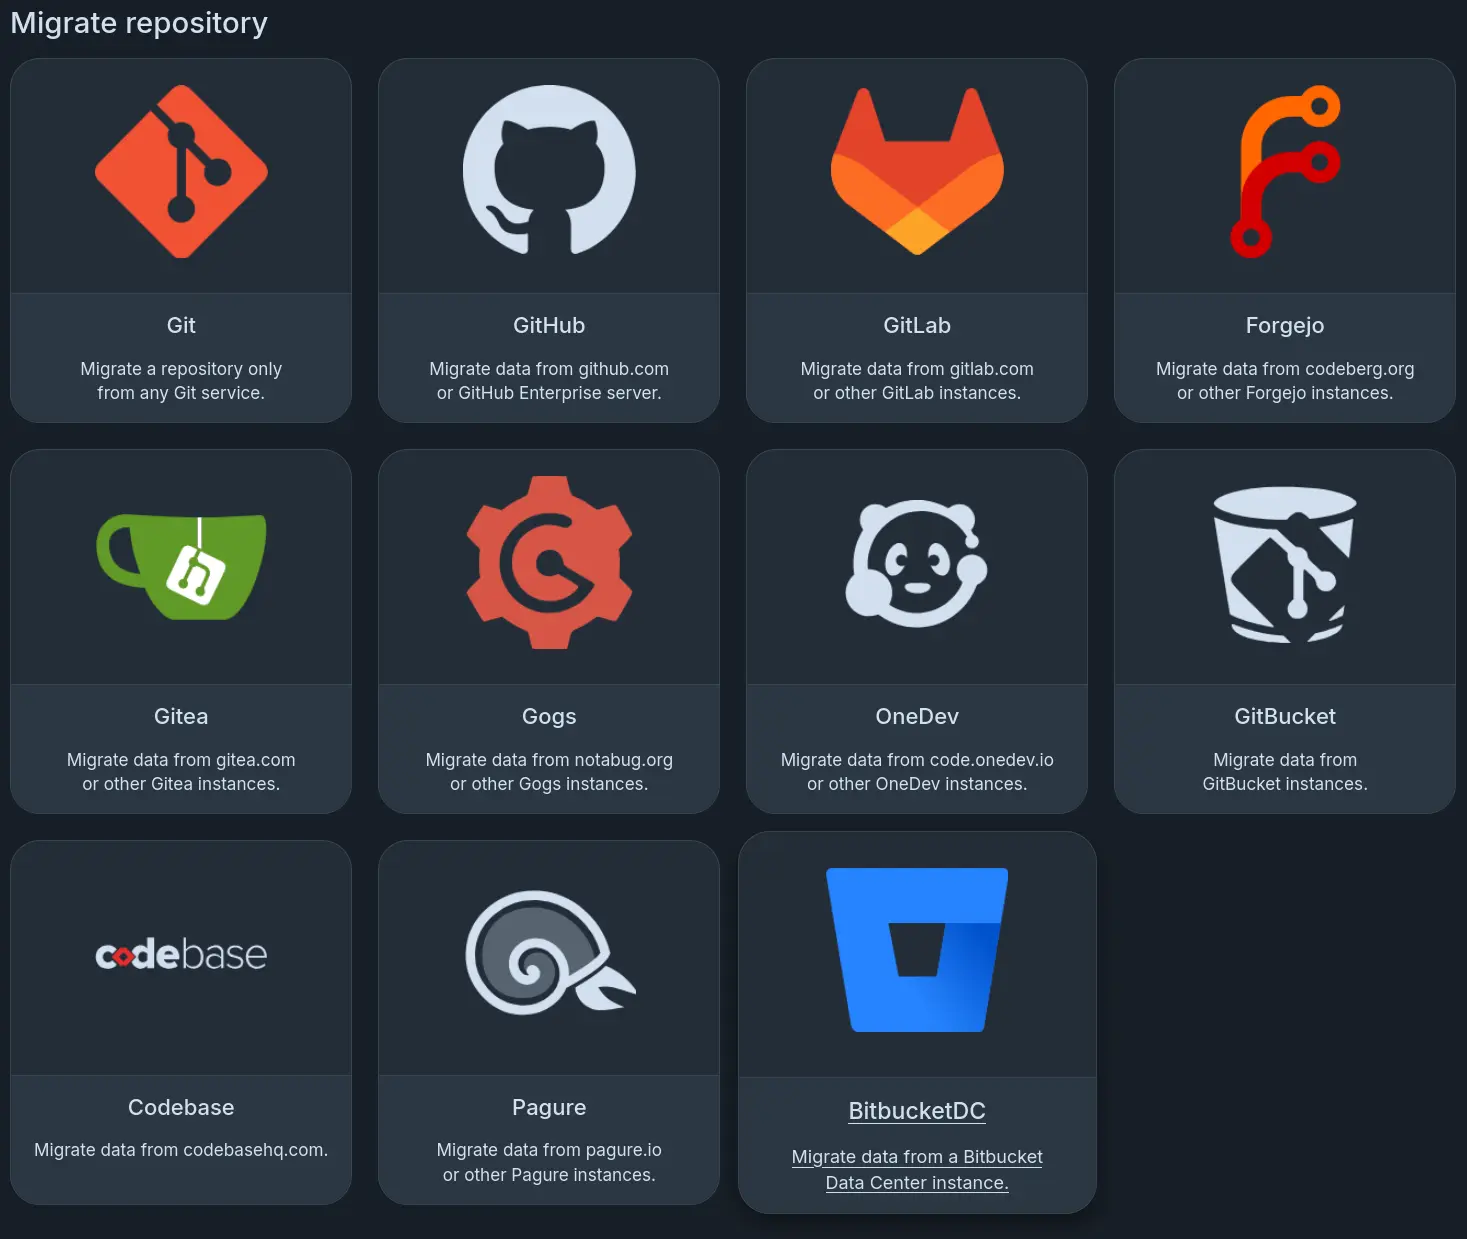 Migrate repository
Git
Migrate a repository only
from any Git service.
GitHub
Migrate data from github.com
or GitHub Enterprise server.
GitLab
Migrate data from gitlab.com
or other GitLab instances.
Forgejo
Migrate data from codeberg.org
or other Forgejo instances.
Gitea
Migrate data from gitea.com
or other Gitea instances.
Gogs
Migrate data from notabug.org
or other Gogs instances.
OneDev
Migrate data from code.onedev.io
or other OneDev instances.
GitBucket
Migrate data from
GitBucket instances.
codebase
Codebase
Migrate data from codebasehq.com.
Pagure
Migrate data from pagure.io
or other Pagure instances.
BitbucketDC
Migrate data from a Bitbucket
Data Center instance.